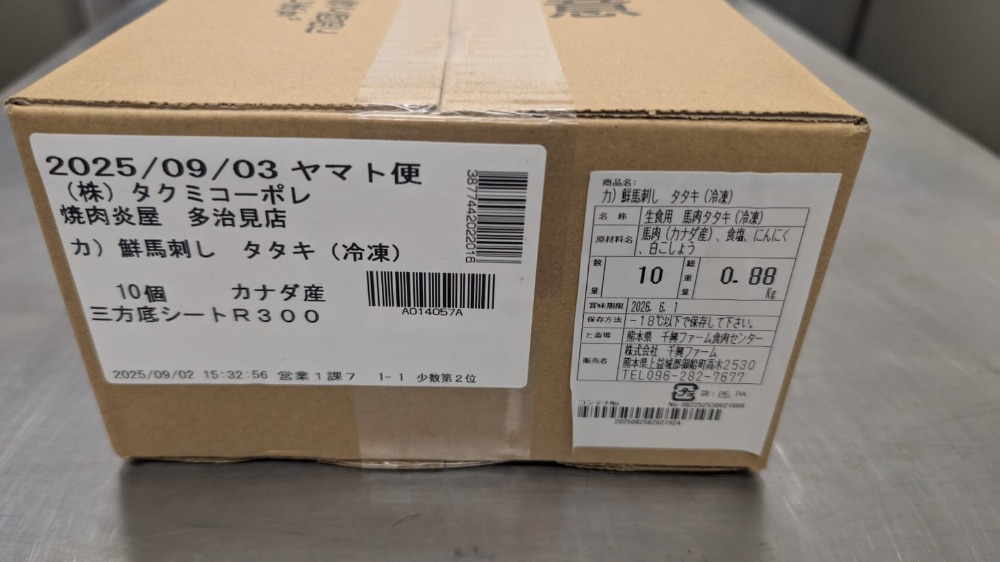 2025/09/03 ヤマト便
(株)タクミコーポレ
焼肉炎屋 多治見店
カ)鮮馬刺し タタキ(冷凍)
10個 カナダ産
三方底シートR300
2025/09/02 15:32:56 営業1課7 1-1 少数第2位
3877442022016
A014057A
商品名:
カ)鮮馬刺し タタキ(冷凍)
名称 生食用 馬肉タタキ(冷凍)
原材料名 馬肉(カナダ産)、食塩、にんにく、
白こしょう
数量 10 総重量 0.88 Kg
賞味期限 2026. 6. 1
保存方法 -18℃以下で保存して下さい。
と畜場 熊本県 千興ファーム食肉センター
販売者 株式会社 千興ファーム
熊本県上益城郡御船町高木2530
TEL096-282-7677
プラ 袋:PE,PA
コンテナNo